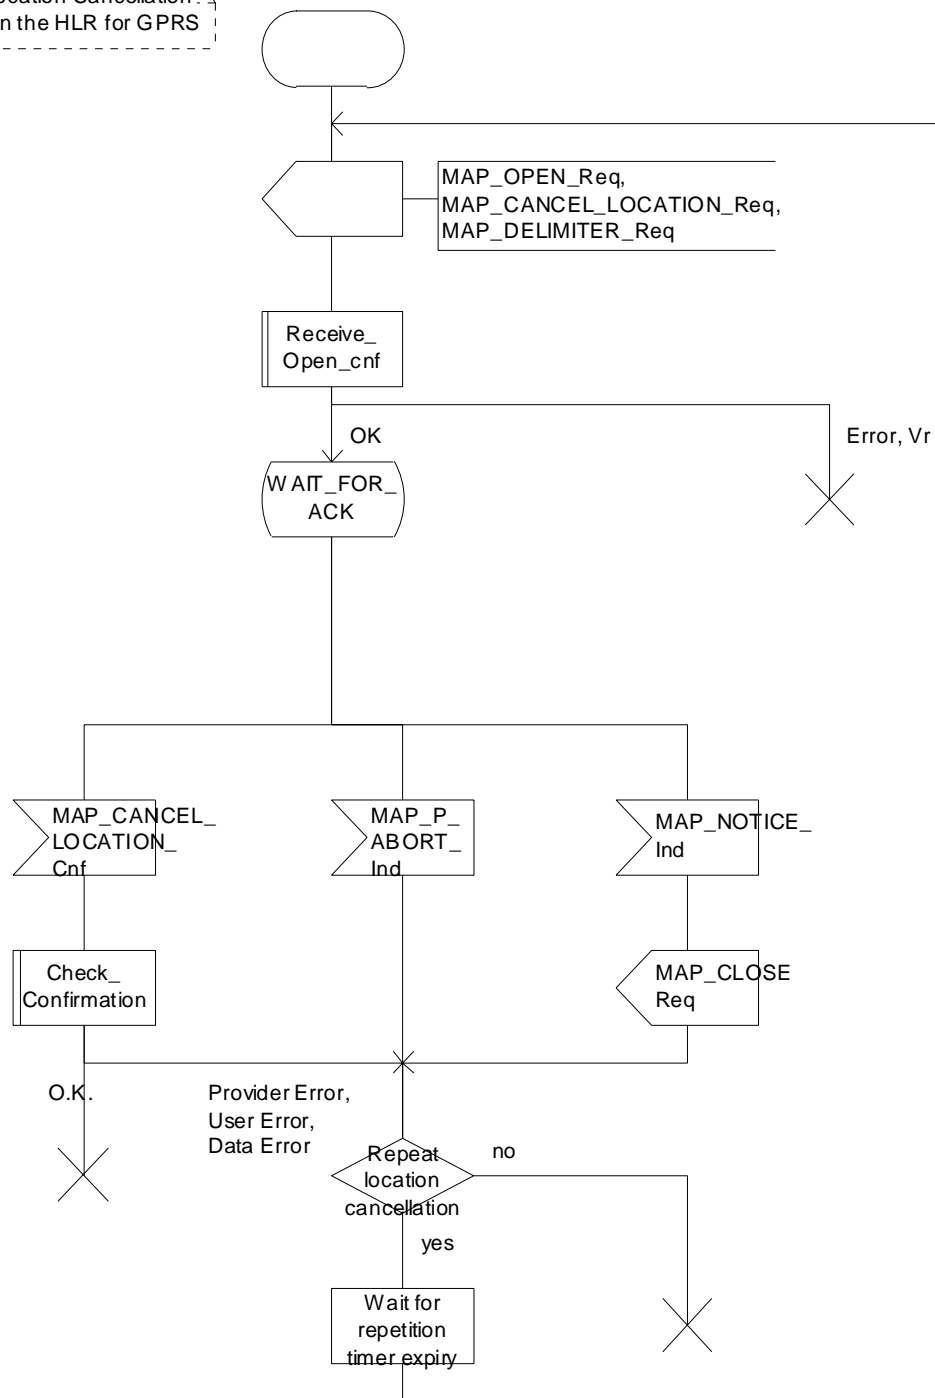 n the HLR for GPRS
MAP_OPEN_Req,
MAP_CANCEL_LOCATION_Req,
MAP_DELIMITER_Req
Receive_
Open_cnf
OK
Error, Vr
WAIT_FOR_
ACK
MAP_CANCEL_
LOCATION_
Cnf
MAP_P_
ABORT_
Ind
MAP_NOTICE_
Ind
Check_
Confirmation
MAP_CLOSE
Req
O.K.
Provider Error,
User Error,
Data Error
Repeat
location
cancellation
no
yes
Wait for
repetition
timer expiry